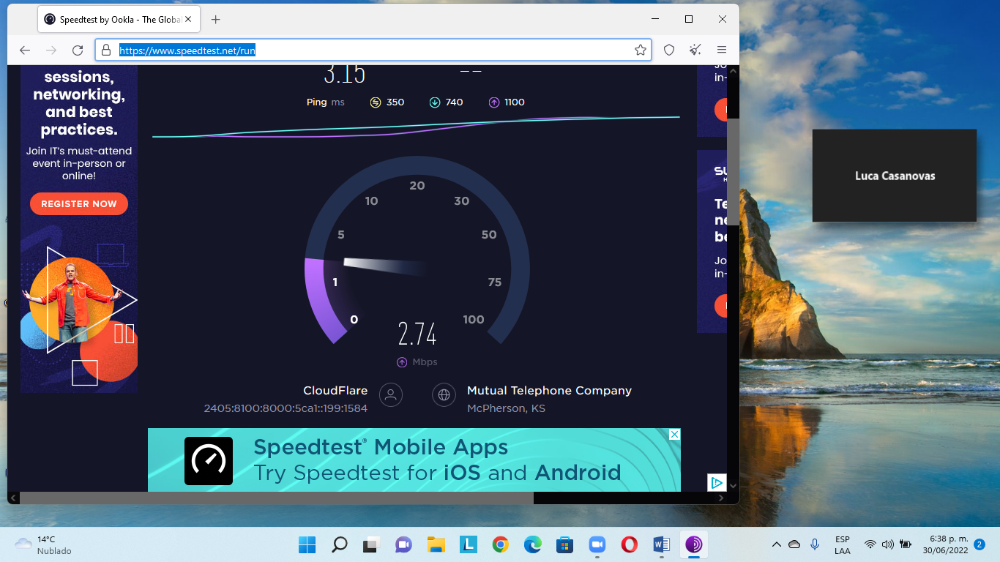 Speedtest by Ookla - The Global
https://www.speedtest.net/run
sessions,
networking,
and best
practices.
Join IT's must-attend
event in-person or
online!
REGISTER NOW
3.15
--
Ping ms 350 740 1100
0
1
5
10
20
30
50
75
100
2.74
Mbps
CloudFlare
2405:8100:8000:5ca1::199:1584
Mutual Telephone Company
McPherson, KS
in-
Te
ne
be
Jo
in-
Speedtest® Mobile Apps
Try Speedtest for iOS and Android
Luca Casanovas
14°C
Nublado
ESP
LAA
6:38 p. m.
30/06/2022
2